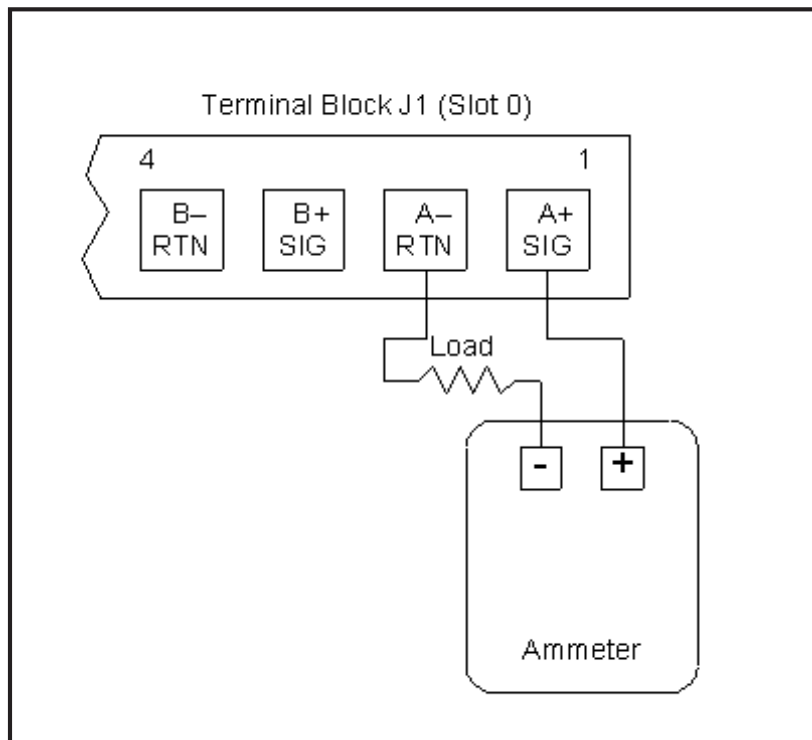 Terminal Block J1 (Slot 0)
4
1
B–
RTN
B+
SIG
A–
RTN
A+
SIG
Load
-
+
Ammeter